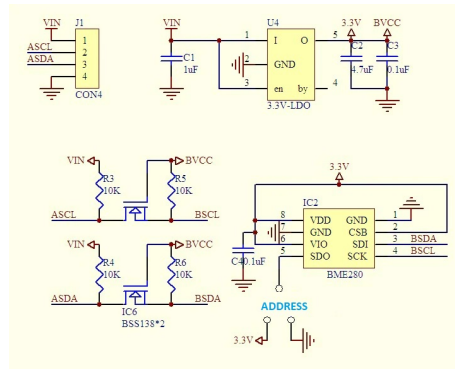 VIN J1
1
ASCL 2
ASDA 3
4
CON4
VIN
C1
1uF
U4
1 I O 5
2 GND
3 en by 4
3.3V-LDO
3.3V BVCC
C2 C3
4.7uF 0.1uF
VIN BVCC
R3 R5
10K 10K
ASCL BSCL
VIN BVCC
R4 R6
10K 10K
ASDA BSDA
IC6
BSS138*2
3.3V
IC2
8 VDD GND 1
7 GND CSB 2
6 VIO SDI 3 BSDA
5 SDO SCK 4 BSCL
BME280
C4 0.1uF
ADDRESS
3.3V